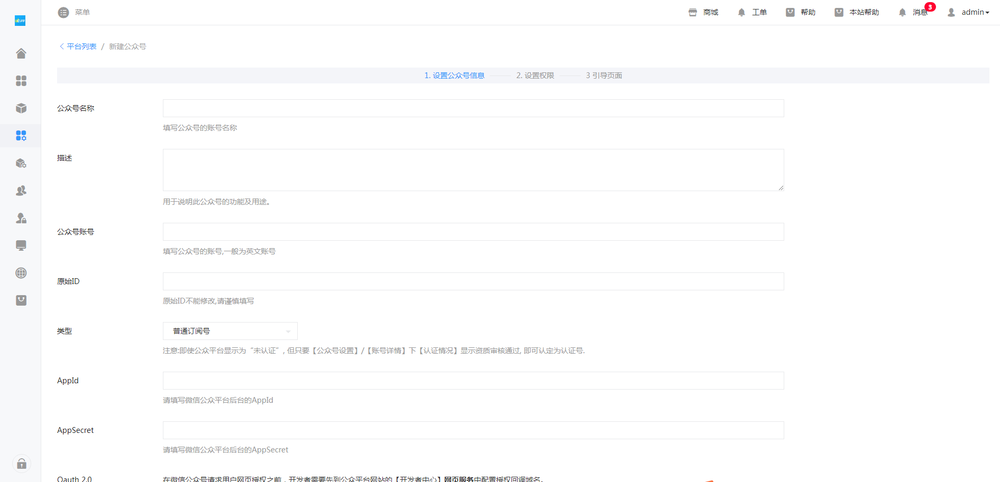 菜单
商城
工单
帮助
本站帮助
消息 3
admin
平台列表 / 新建公众号
1. 设置公众号信息 2. 设置权限 3 引导页面
公众号名称
填写公众号的账号名称
描述
用于说明此公众号的功能及用途。
公众号账号
填写公众号的账号,一般为英文账号
原始ID
原始ID不能修改,请谨慎填写
类型
普通订阅号
注意:即使公众平台显示为“未认证”, 但只要【公众号设置】/【账号详情】下【认证情况】显示资质审核通过, 即可认定为认证号.
AppId
请填写微信公众平台后台的AppId
AppSecret
请填写微信公众平台后台的AppSecret
Oauth 2.0
在微信公众号请求用户网页授权之前，开发者需要先到公众平台网站的【开发者中心】网页服务中配置授权回调域名。